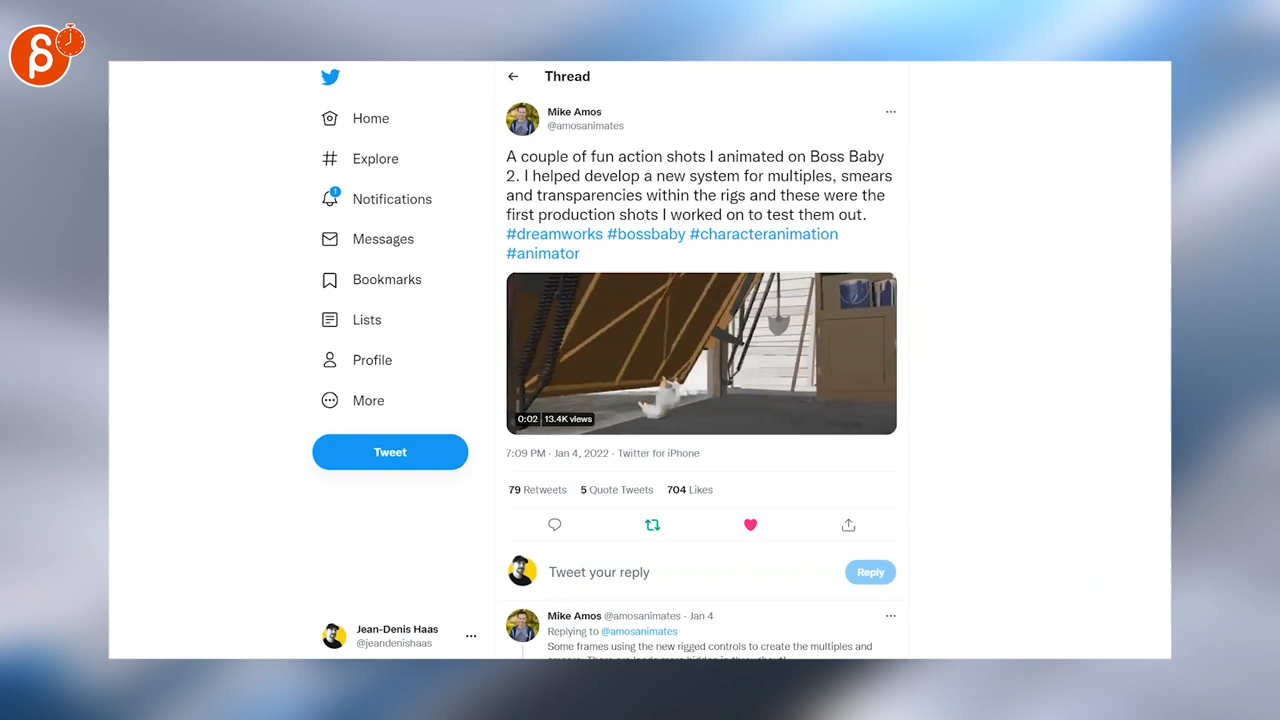 Thread
Home
Explore
1
Notifications
Messages
Bookmarks
Lists
Profile
More
Tweet
Jean-Denis Haas
@jeandenishaas
Mike Amos
@amosanimates
A couple of fun action shots I animated on Boss Baby
2. I helped develop a new system for multiples, smears
and transparencies within the rigs and these were the
first production shots I worked on to test them out.
#dreamworks #bossbaby #characteranimation
#animator
0:02 13.4K views
7:09 PM · Jan 4, 2022 · Twitter for iPhone
79 Retweets 5 Quote Tweets 704 Likes
Tweet your reply
Reply
Mike Amos @amosanimates · Jan 4
Replying to @amosanimates
Some frames using the new rigged controls to create the multiples and